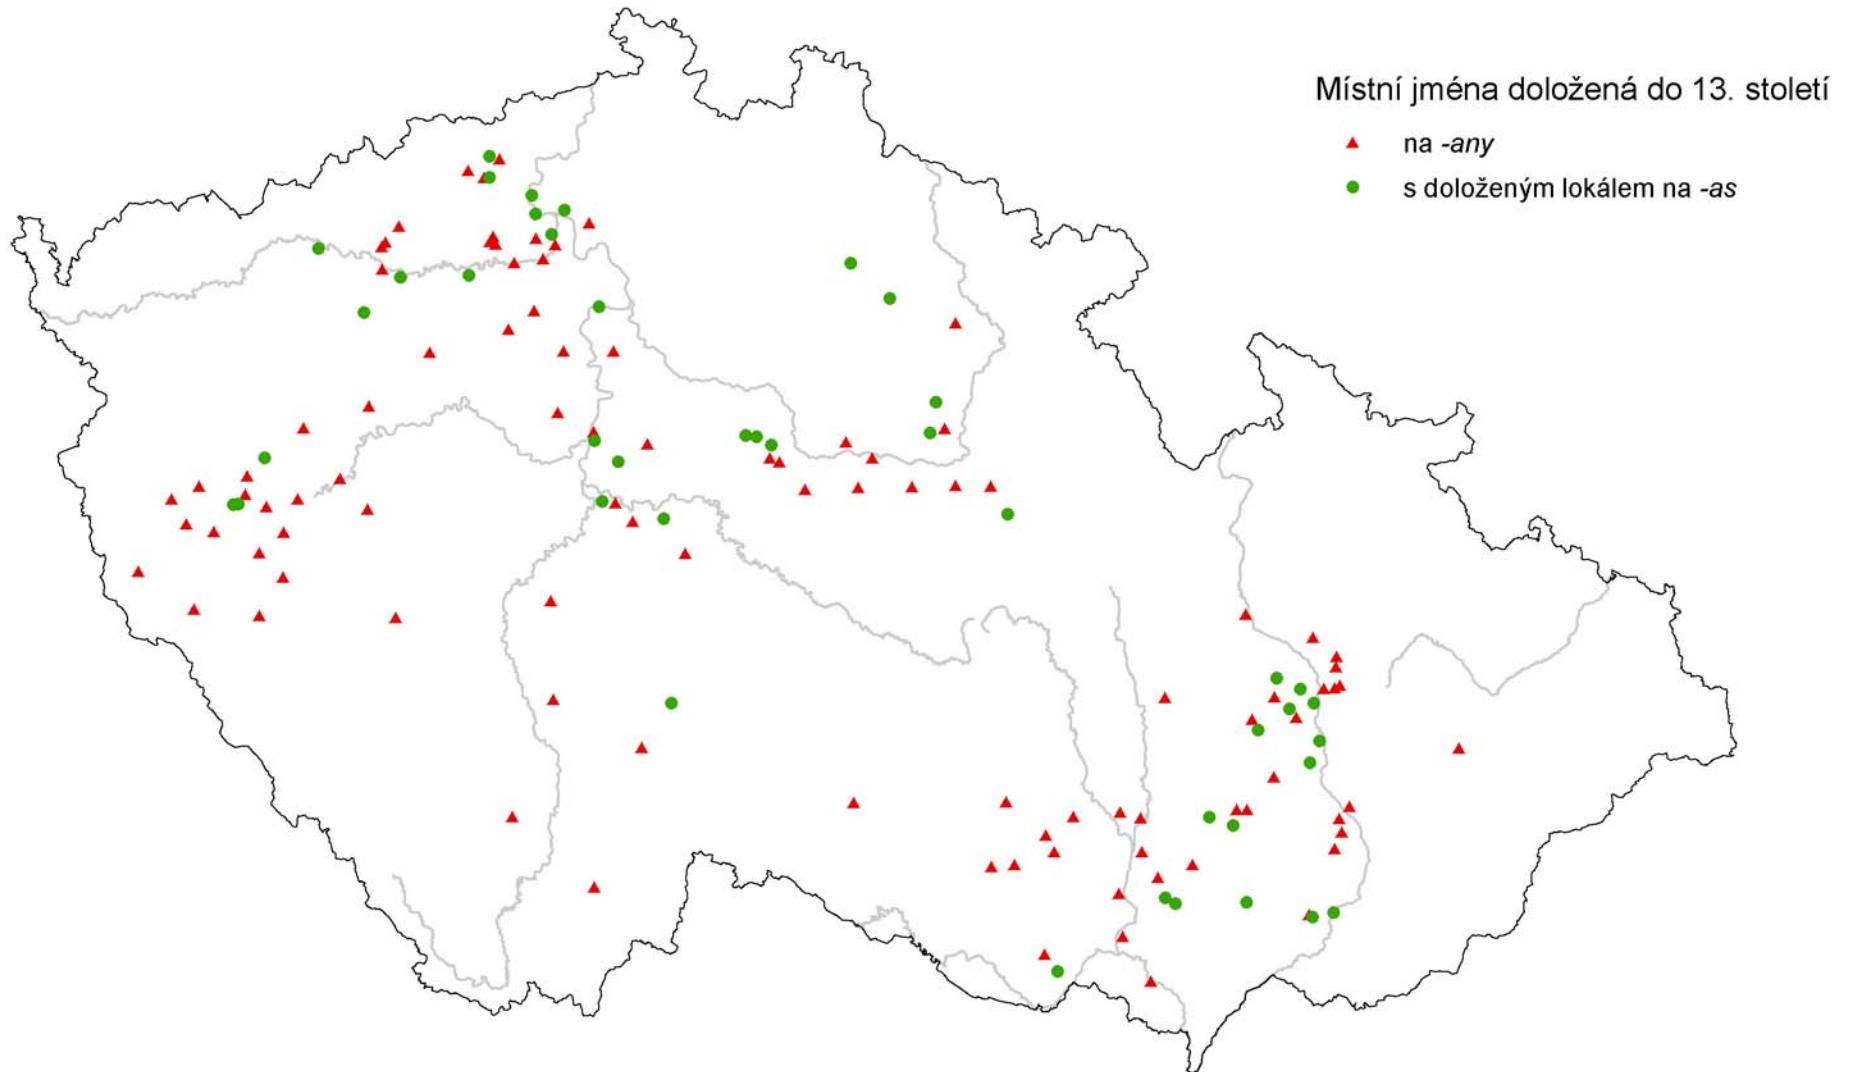 Místní jména doložená do 13. století
na -any
s doloženým lokálem na -as